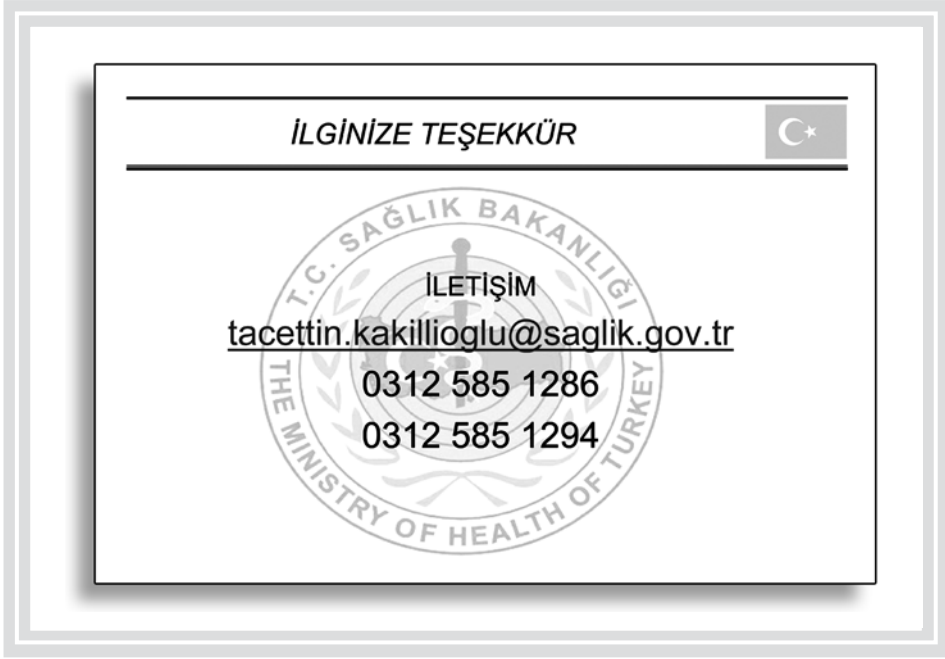 İLGİNİZE TEŞEKKÜR
T.C. SAĞLIK BAKANLIĞI
İLETİŞİM
tacettin.kakillioglu@saglik.gov.tr
0312 585 1286
0312 585 1294
THE MINISTRY OF HEALTH OF TURKEY